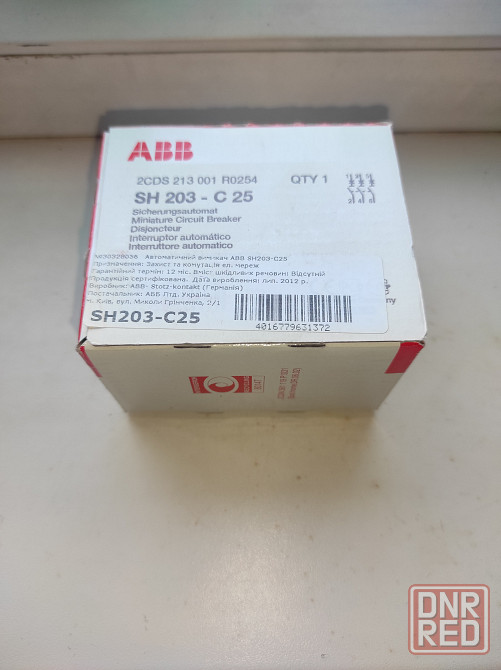 ABB
2CDS 213 001 R0254 QTY 1
SH 203 - C 25
Sicherungsautomat
Miniature Circuit Breaker
Disjoncteur
Interruptor automático
Interruttore automatico
Автоматичний вимикач ABB SH203-C25
Призначення: Захист та комутація ел. мереж
Гарантійний термін: 12 міс. Вміст шкідливих речовин: Відсутній
Продукція сертифікована. Дата вироблення: лип. 2012 р.
Виробник: ABB- Stotz-kontakt (Германія)
Постачальник: АББ Лтд. Україна
м. Київ, вул. Миколи Грінченка, 2/1
SH203-C25
4016779631372
DNR
RED